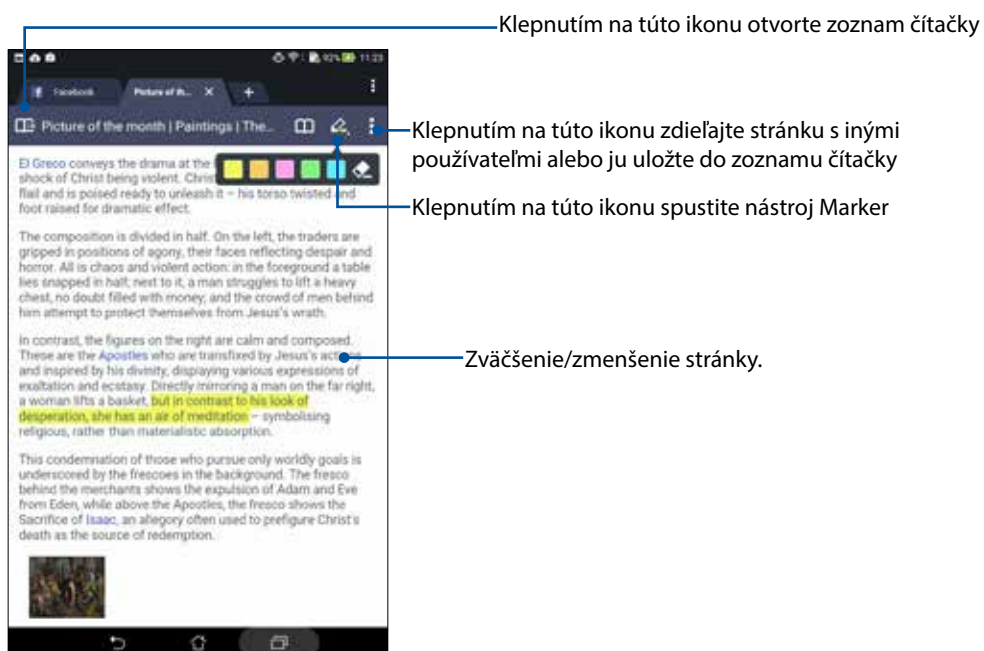 Klepnutím na túto ikonu otvorte zoznam čítačky
92% 11:23
Facebook
Picture of th... X +
Picture of the month | Paintings | The...
Klepnutím na túto ikonu zdieľajte stránku s inými
používateľmi alebo ju uložte do zoznamu čítačky
Klepnutím na túto ikonu spustite nástroj Marker
El Greco conveys the drama at the
shock of Christ being violent. Chris
flail and is poised ready to unleash it – his torso twisted and
foot raised for dramatic effect.
The composition is divided in half. On the left, the traders are
gripped in positions of agony, their faces reflecting despair and
horror. All is chaos and violent action: in the foreground a table
lies snapped in half; next to it, a man struggles to lift a heavy
chest, no doubt filled with money; and the crowd of men behind
him attempt to protect themselves from Jesus's wrath.
In contrast, the figures on the right are calm and composed.
These are the Apostles who are transfixed by Jesus's actions
and inspired by his divinity, displaying various expressions of
exaltation and ecstasy. Directly mirroring a man on the far right,
a woman lifts a basket, but in contrast to his look of
desperation, she has an air of meditation – symbolising
religious, rather than materialistic absorption.
Zväčšenie/zmenšenie stránky.
This condemnation of those who pursue only worldly goals is
underscored by the frescoes in the background. The fresco
behind the merchants shows the expulsion of Adam and Eve
from Eden, while above the Apostles, the fresco shows the
Sacrifice of Isaac, an allegory often used to prefigure Christ's
death as the source of redemption.